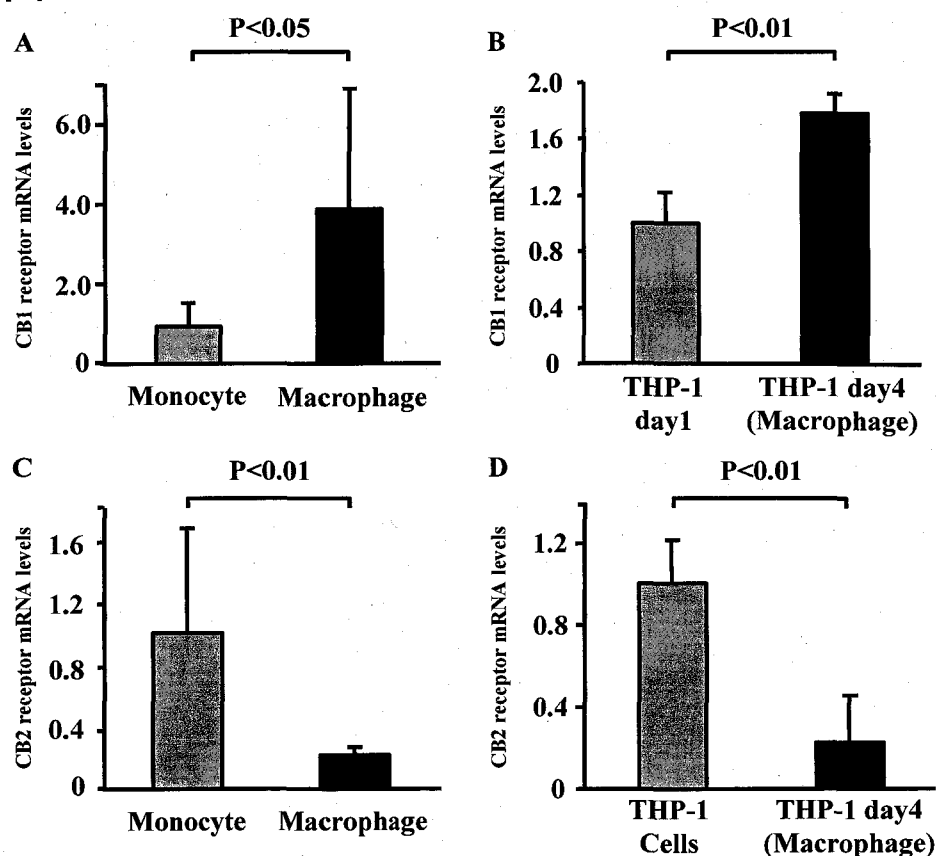 A
P<0.05
CB1 receptor mRNA levels
6.0
4.0
2.0
0
Monocyte Macrophage
B
P<0.01
CB1 receptor mRNA levels
2.0
1.6
1.2
0.8
0.4
0
THP-1 THP-1 day4
day1 (Macrophage)
C
P<0.01
CB2 receptor mRNA levels
1.6
1.2
0.8
0.4
0
Monocyte Macrophage
D
P<0.01
CB2 receptor mRNA levels
1.2
0.8
0.4
0
THP-1 THP-1 day4
Cells (Macrophage)